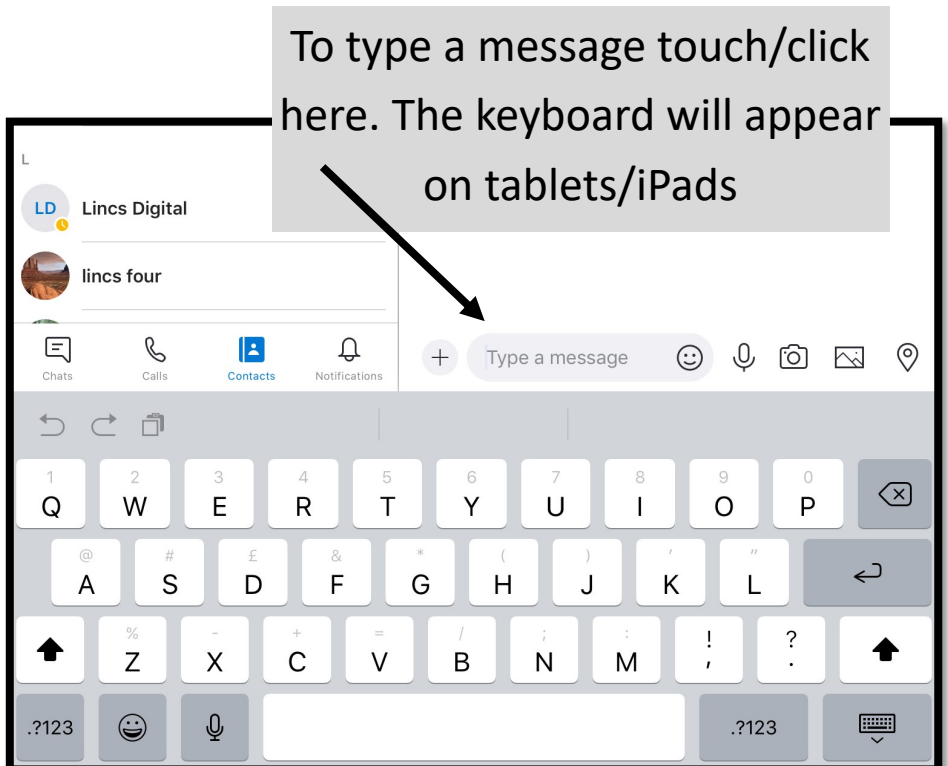 To type a message touch/click
here. The keyboard will appear
on tablets/iPads
L
LD Lincs Digital
lincs four
Chats Calls Contacts Notifications
+ Type a message
1 2 3 4 5 6 7 8 9 0
Q W E R T Y U I O P
@ # £ & * ( ) ' "
A S D F G H J K L
% - + = / ; : ! ?
Z X C V B N M , .
.?123 .?123